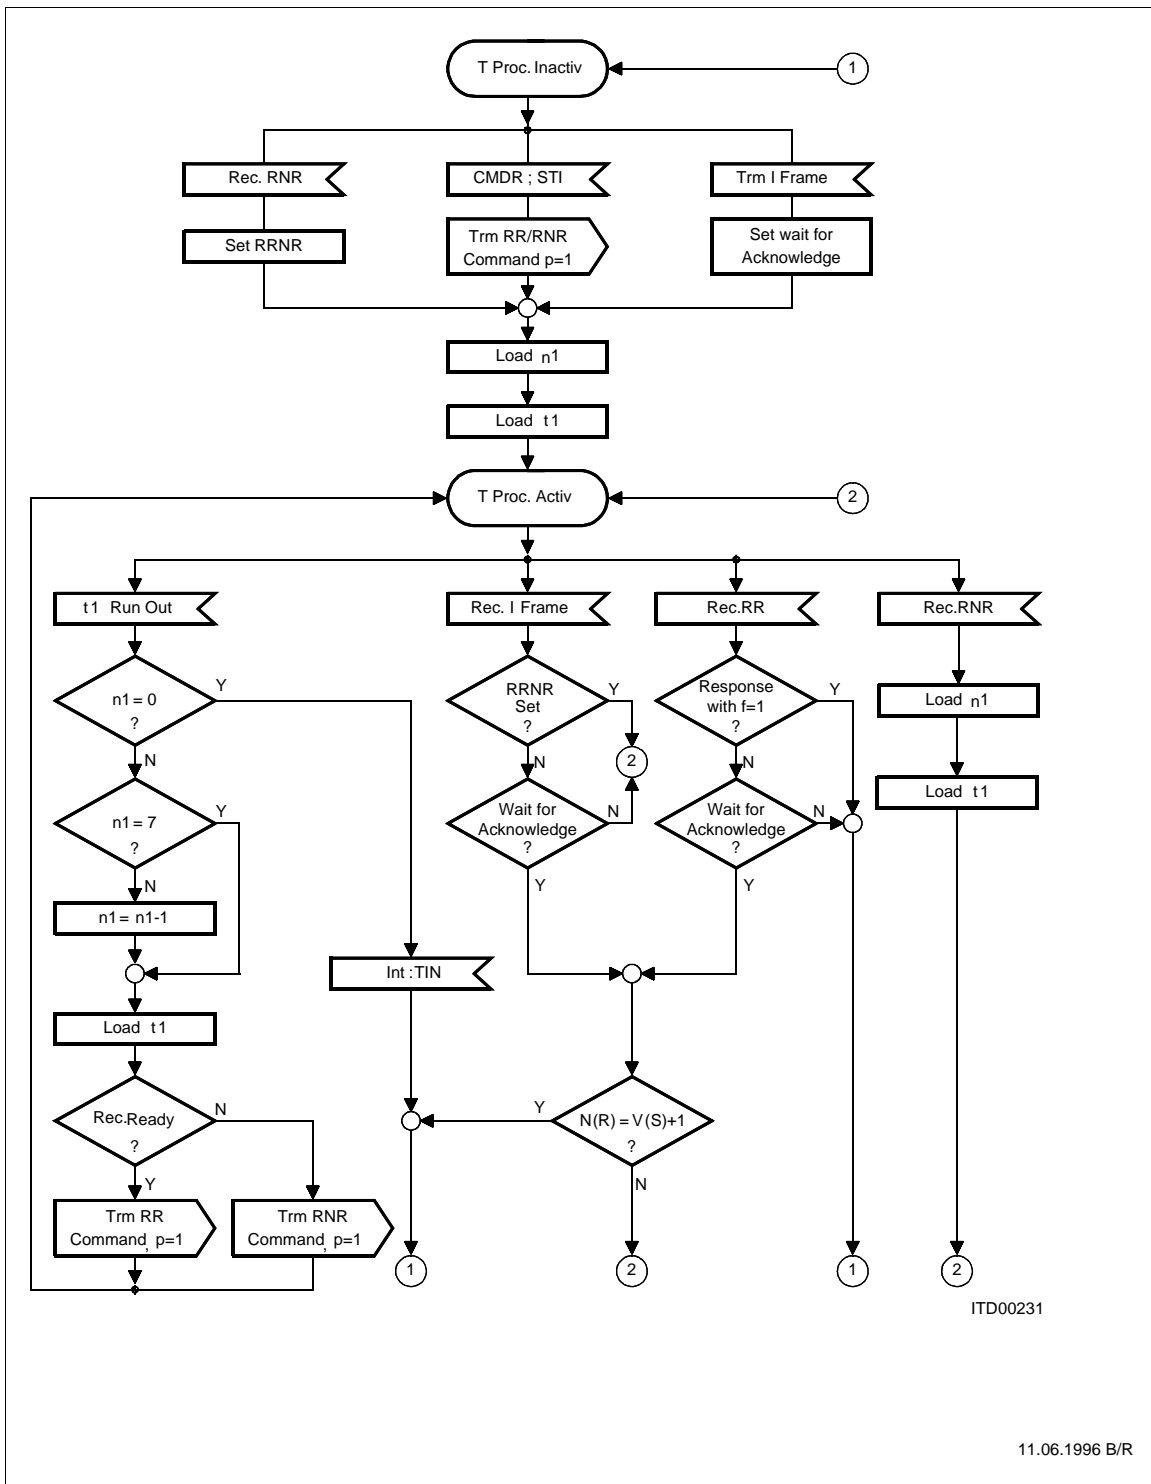 T Proc. Inactiv
1
Rec. RNR
CMDR ; STI
Trm I Frame
Set RRNR
Trm RR/RNR
Command p=1
Set wait for
Acknowledge
Load n1
Load t1
T Proc. Activ
2
t1 Run Out
Rec. I Frame
Rec.RR
Rec.RNR
n1 = 0
?
Y
N
RRNR
Set
?
Y
N
2
Response
with f=1
?
Y
N
Load n1
n1 = 7
?
Y
N
Wait for
Acknowledge
?
N
Y
Wait for
Acknowledge
?
N
Y
Load t1
n1 = n1-1
Int : TIN
Load t1
Rec.Ready
?
N
Y
N(R) = V(S)+1
?
Y
N
Trm RR
Command, p=1
Trm RNR
Command, p=1
1
2
1
2
ITD00231
11.06.1996 B/R